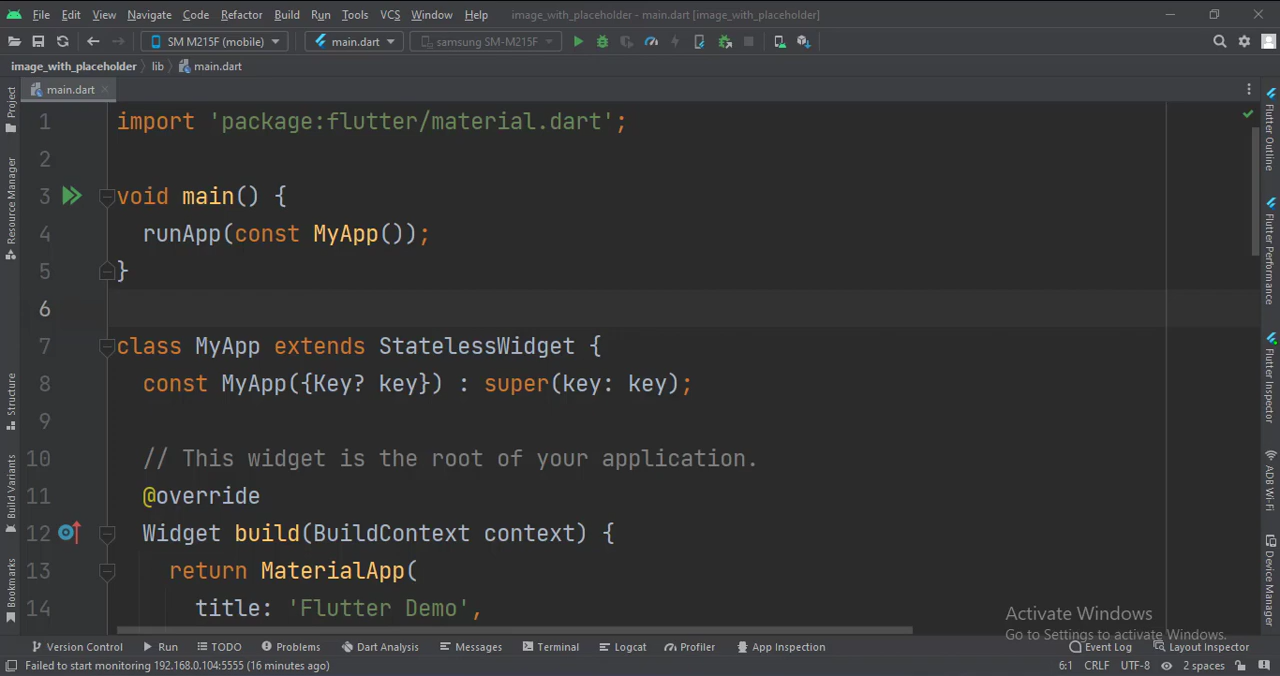 File Edit View Navigate Code Refactor Build Run Tools VCS Window Help image_with_placeholder - main.dart [image_with_placeholder]
SM M215F (mobile) main.dart samsung SM-M215F
image_with_placeholder lib main.dart
main.dart
1 import 'package:flutter/material.dart';
2
3 void main() {
4 runApp(const MyApp());
5 }
6
7 class MyApp extends StatelessWidget {
8 const MyApp({Key? key}) : super(key: key);
9
10 // This widget is the root of your application.
11 @override
12 Widget build(BuildContext context) {
13 return MaterialApp(
14 title: 'Flutter Demo',
Project
Resource Manager
Structure
Build Variants
Bookmarks
Flutter Outline
Flutter Performance
Flutter Inspector
ADB Wi-Fi
Device Manager
Activate Windows
Go to Settings to activate Windows.
Version Control Run TODO Problems Dart Analysis Messages Terminal Logcat Profiler App Inspection Event Log Layout Inspector
Failed to start monitoring 192.168.0.104:5555 (16 minutes ago) 6:1 CRLF UTF-8 2 spaces